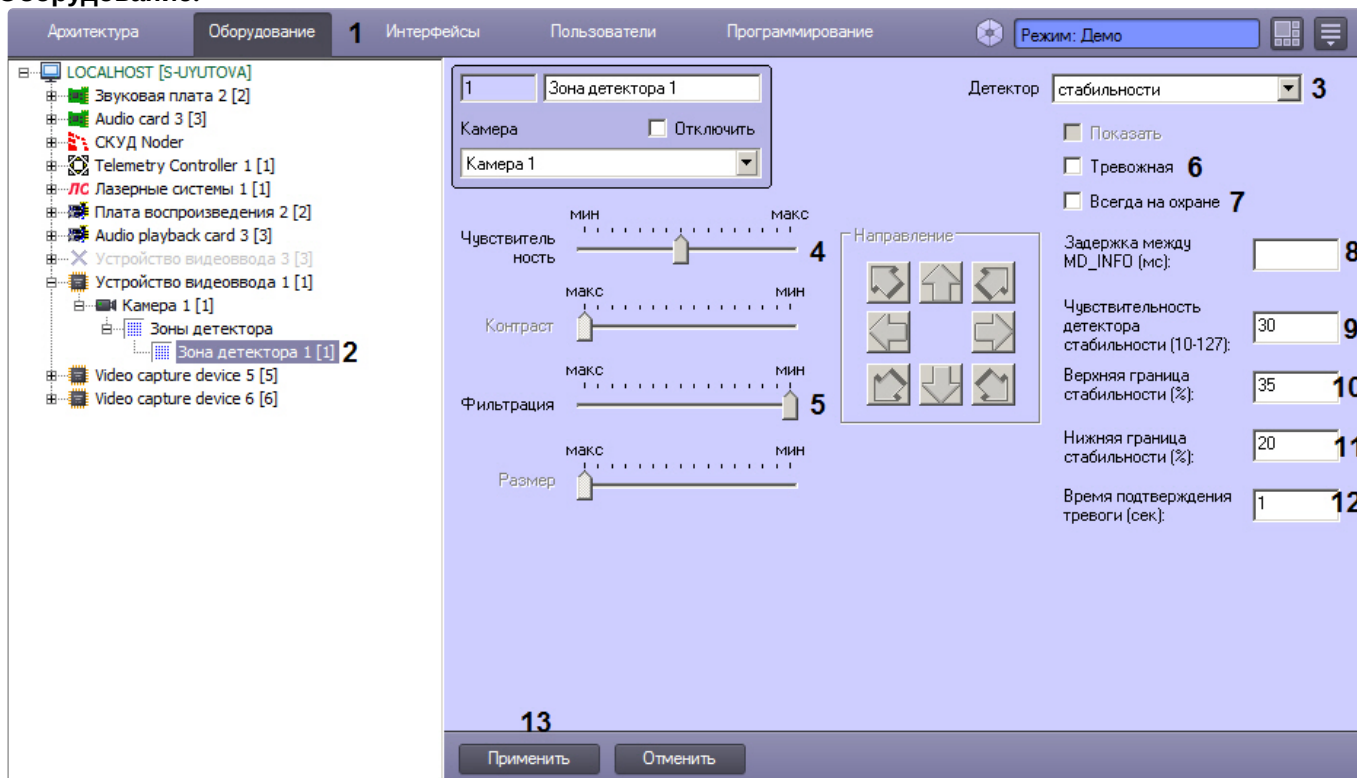 Оборудование.
Архитектура Оборудование 1 Интерфейсы Пользователи Программирование Режим: Демо
LOCALHOST [S-UYUTOVA]
Звуковая плата 2 [2]
Audio card 3 [3]
СКУД Noder
Telemetry Controller 1 [1]
ЛС Лазерные системы 1 [1]
Плата воспроизведения 2 [2]
Audio playback card 3 [3]
Устройство видеоввода 3 [3]
Устройство видеоввода 1 [1]
Камера 1 [1]
Зоны детектора
Зона детектора 1 [1] 2
Video capture device 5 [5]
Video capture device 6 [6]
1 Зона детектора 1
Камера Отключить
Камера 1
Детектор стабильности 3
Показать
Тревожная 6
Всегда на охране 7
мин макс
Чувствитель
ность 4
макс мин
Контраст
макс мин
Фильтрация 5
макс мин
Размер
Направление
Задержка между
MD_INFO (мс): 8
Чувствительность
детектора
стабильности (10-127): 30 9
Верхняя граница
стабильности (%): 35 10
Нижняя граница
стабильности (%): 20 11
Время подтверждения
тревоги (сек): 1 12
13
Применить Отменить